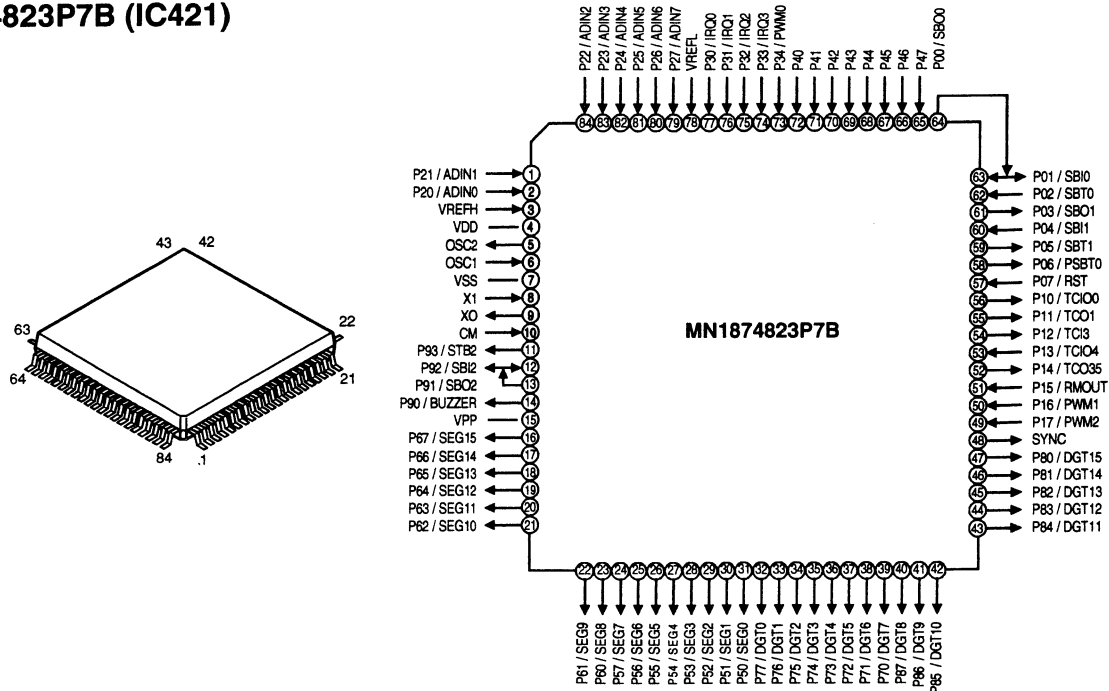 823P7B (IC421)
P22 / ADIN2
P23 / ADIN3
P24 / ADIN4
P25 / ADIN5
P26 / ADIN6
P27 / ADIN7
VREFL
P30 / IRQ0
P31 / IRQ1
P32 / IRQ2
P33 / IRQ3
P34 / PWM0
P40
P41
P42
P43
P44
P45
P46
P47
P00 / SBO0
84 83 82 81 80 79 78 77 76 75 74 73 72 71 70 69 68 67 66 65 64
P21 / ADIN1 1
P20 / ADIN0 2
VREFH 3
VDD 4
OSC2 5
OSC1 6
VSS 7
X1 8
XO 9
CM 10
P93 / STB2 11
P92 / SBI2 12
P91 / SBO2 13
P90 / BUZZER 14
VPP 15
P67 / SEG15 16
P66 / SEG14 17
P65 / SEG13 18
P64 / SEG12 19
P63 / SEG11 20
P62 / SEG10 21
MN1874823P7B
63 P01 / SBI0
62 P02 / SBT0
61 P03 / SBO1
60 P04 / SBI1
59 P05 / SBT1
58 P06 / PSBT0
57 P07 / RST
56 P10 / TCIO0
55 P11 / TCO1
54 P12 / TCI3
53 P13 / TCIO4
52 P14 / TCO35
51 P15 / RMOUT
50 P16 / PWM1
49 P17 / PWM2
48 SYNC
47 P80 / DGT15
46 P81 / DGT14
45 P82 / DGT13
44 P83 / DGT12
43 P84 / DGT11
22 23 24 25 26 27 28 29 30 31 32 33 34 35 36 37 38 39 40 41 42
P61 / SEG9
P60 / SEG8
P57 / SEG7
P56 / SEG6
P55 / SEG5
P54 / SEG4
P53 / SEG3
P52 / SEG2
P51 / SEG1
P50 / SEG0
P77 / DGT0
P76 / DGT1
P75 / DGT2
P74 / DGT3
P73 / DGT4
P72 / DGT5
P71 / DGT6
P70 / DGT7
P87 / DGT8
P86 / DGT9
P85 / DGT10
43 42
63 22
64 21
84 1